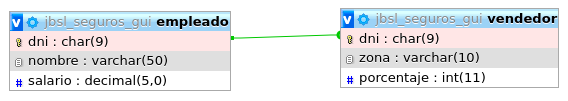 v jbsl_seguros_gui empleado
dni : char(9)
nombre : varchar(50)
# salario : decimal(5,0)
v jbsl_seguros_gui vendedor
dni : char(9)
zona : varchar(10)
# porcentaje : int(11)